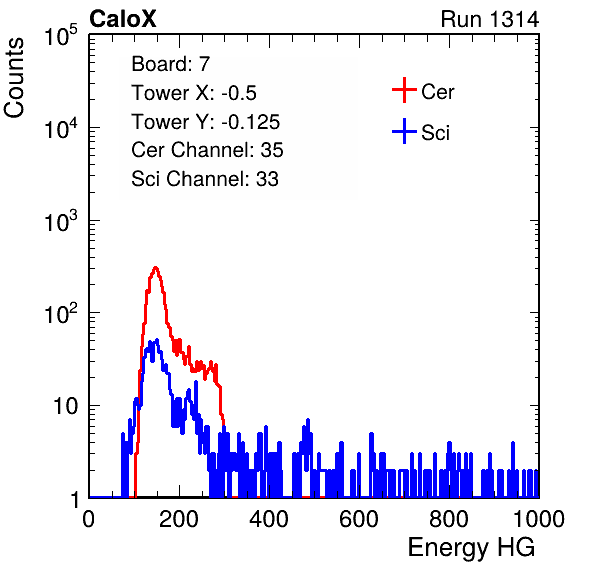 CaloX Run 1314
Counts
Board: 7
Tower X: -0.5
Tower Y: -0.125
Cer Channel: 35
Sci Channel: 33
Cer
Sci
10^5
10^4
10^3
10^2
10
1
0 200 400 600 800 1000
Energy HG